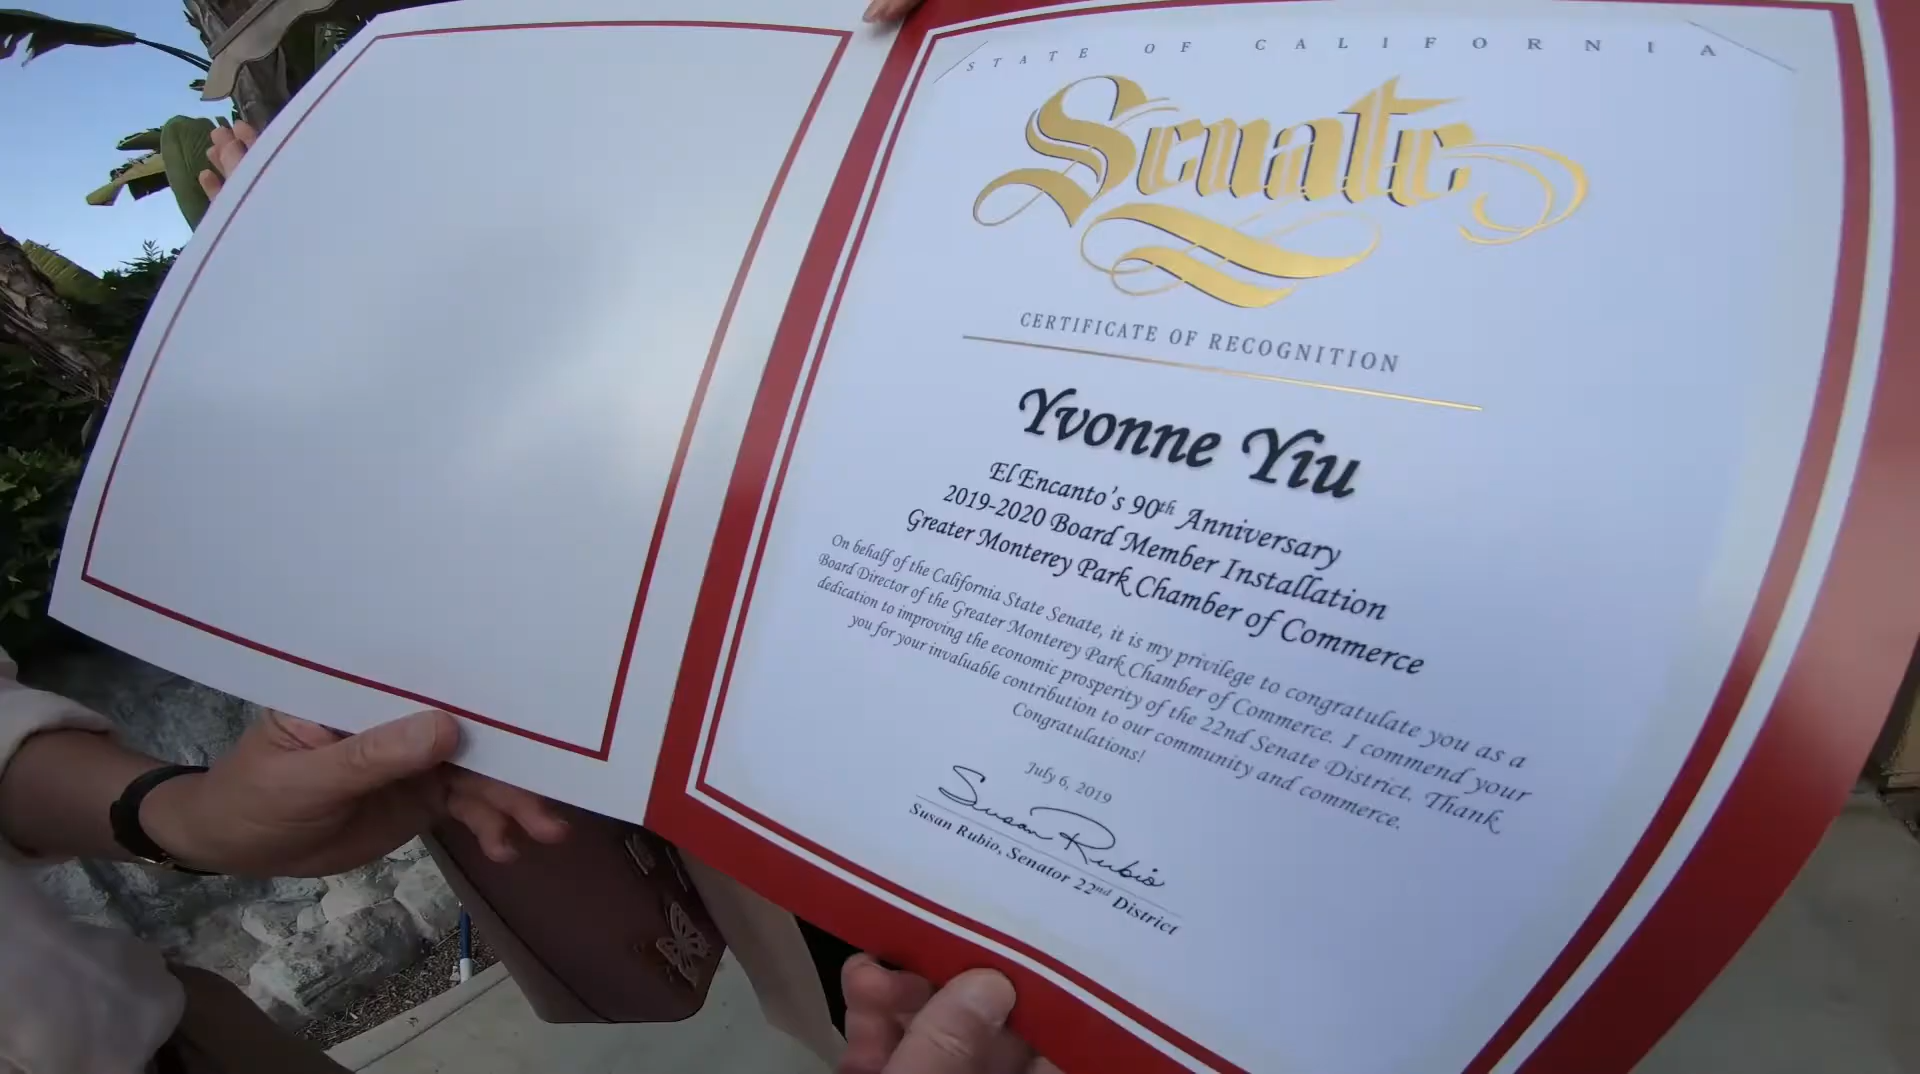 STATE OF CALIFORNIA
Senate
CERTIFICATE OF RECOGNITION
Yvonne Yiu
El Encanto's 90th Anniversary
2019-2020 Board Member Installation
Greater Monterey Park Chamber of Commerce
On behalf of the California State Senate, it is my privilege to congratulate you as a
Board Director of the Greater Monterey Park Chamber of Commerce. I commend your
dedication to improving the economic prosperity of the 22nd Senate District. Thank
you for your invaluable contribution to our community and commerce.
Congratulations!
July 6, 2019
Susan Rubio
Susan Rubio, Senator 22nd District